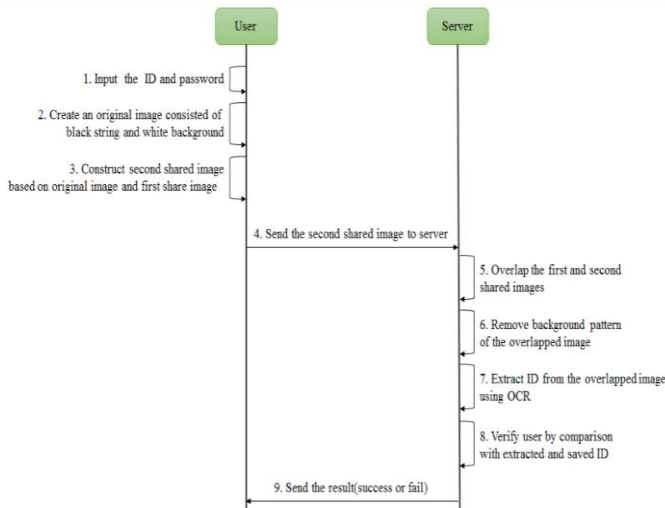 User
Server
1. Input the ID and password
2. Create an original image consisted of
black string and white background
3. Construct second shared image
based on original image and first share image
4. Send the second shared image to server
5. Overlap the first and second
shared images
6. Remove background pattern
of the overlapped image
7. Extract ID from the overlapped image
using OCR
8. Verify user by comparison
with extracted and saved ID
9. Send the result(success or fail)